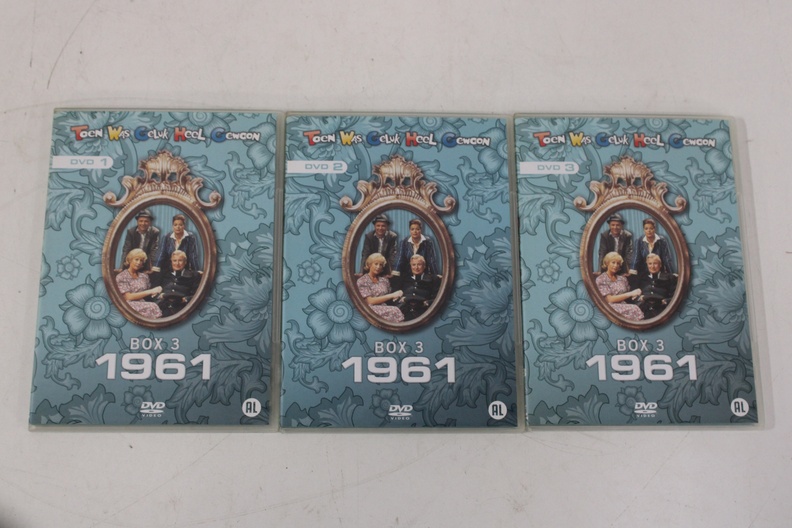 Toen Was Geluk Heel Gewoon
DVD 1
BOX 3
1961
DVD
VIDEO
AL
Toen Was Geluk Heel Gewoon
DVD 2
BOX 3
1961
DVD
VIDEO
AL
Toen Was Geluk Heel Gewoon
DVD 3
BOX 3
1961
DVD
VIDEO
AL